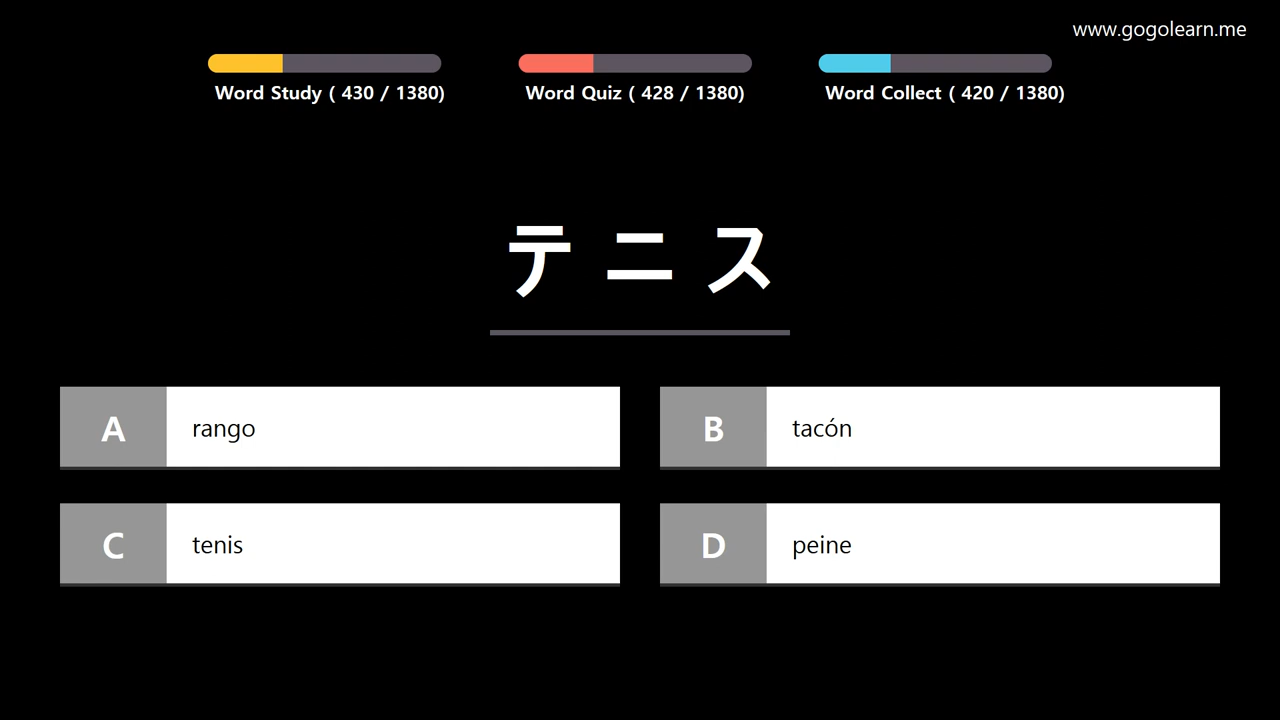 www.gogolearn.me
Word Study ( 430 / 1380)
Word Quiz ( 428 / 1380)
Word Collect ( 420 / 1380)
テニス
A rango
B tacón
C tenis
D peine